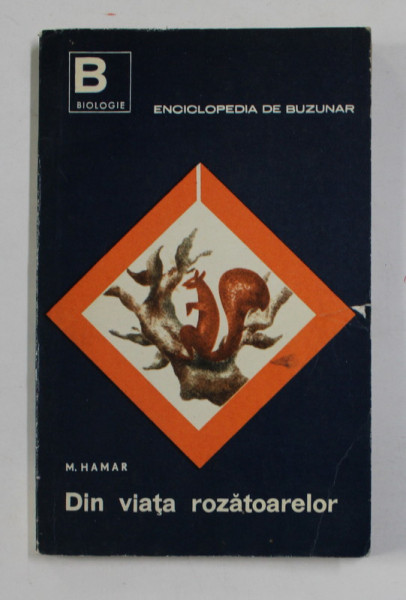 B
BIOLOGIE
ENCICLOPEDIA DE BUZUNAR
M. HAMAR
Din viaţa rozătoarelor